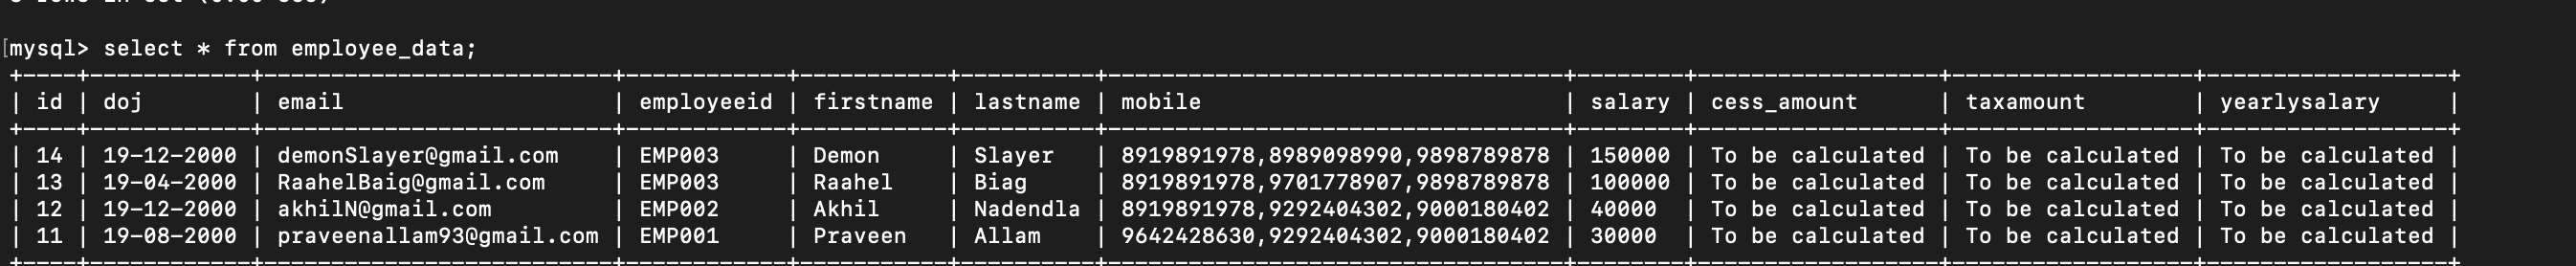 mysql> select * from employee_data;
+----+------------+--------------------------+------------+-----------+----------+----------------------------------+--------+------------------+------------------+------------------+
| id | doj | email | employeeid | firstname | lastname | mobile | salary | cess_amount | taxamount | yearlysalary |
+----+------------+--------------------------+------------+-----------+----------+----------------------------------+--------+------------------+------------------+------------------+
| 14 | 19-12-2000 | demonSlayer@gmail.com | EMP003 | Demon | Slayer | 8919891978,8989098990,9898789878 | 150000 | To be calculated | To be calculated | To be calculated |
| 13 | 19-04-2000 | RaahelBaig@gmail.com | EMP003 | Raahel | Biag | 8919891978,9701778907,9898789878 | 100000 | To be calculated | To be calculated | To be calculated |
| 12 | 19-12-2000 | akhilN@gmail.com | EMP002 | Akhil | Nadendla | 8919891978,9292404302,9000180402 | 40000 | To be calculated | To be calculated | To be calculated |
| 11 | 19-08-2000 | praveenallam93@gmail.com | EMP001 | Praveen | Allam | 9642428630,9292404302,9000180402 | 30000 | To be calculated | To be calculated | To be calculated |